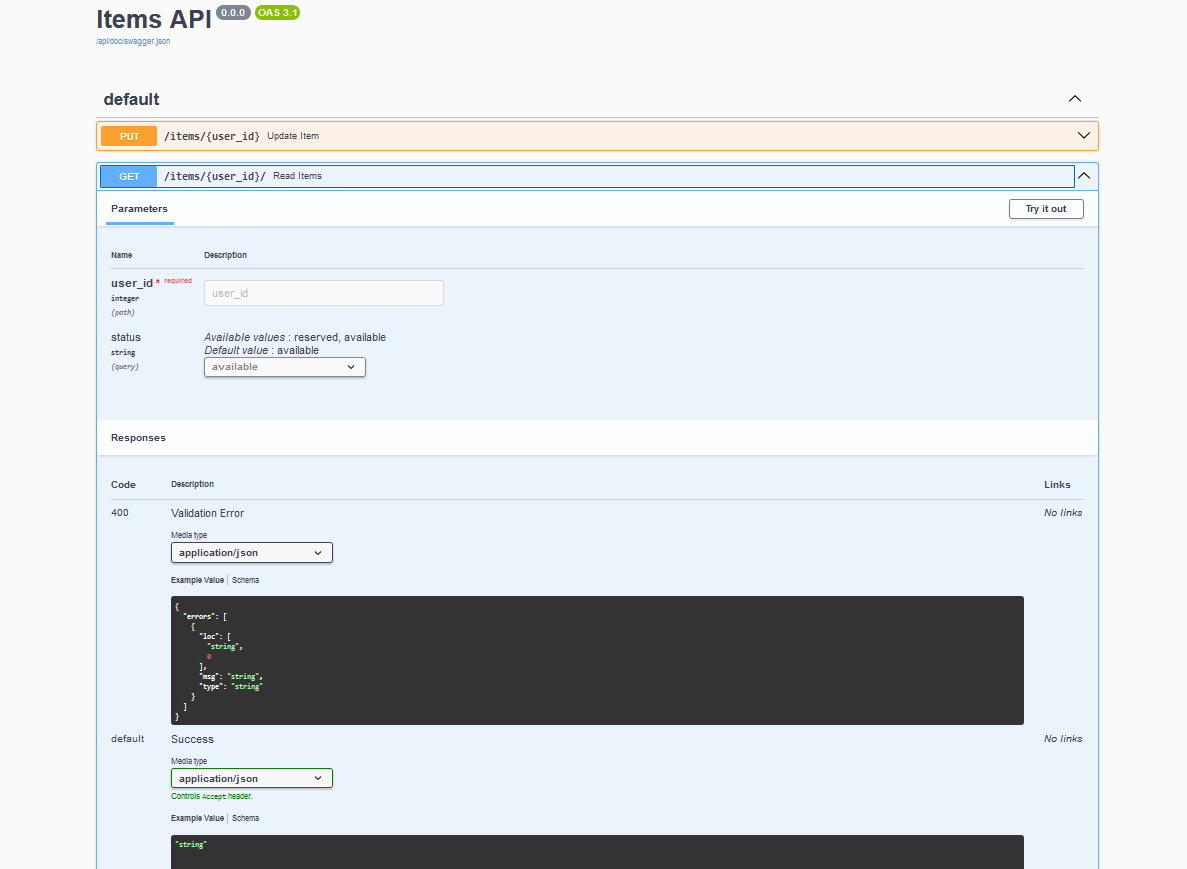 Items API 0.0.0 OAS 3.1
/api/doc/swagger.json
default
PUT /items/{user_id} Update Item
GET /items/{user_id}/ Read Items
Parameters Try it out
Name Description
user_id * required user_id
integer
(path)
status Available values : reserved, available
string Default value : available
(query) available
Responses
Code Description Links
400 Validation Error No links
Media type
application/json
Example Value Schema
{
"errors": [
{
"loc": [
"string",
0
],
"msg": "string",
"type": "string"
}
]
}
default Success No links
Media type
application/json
Controls Accept header.
Example Value Schema
"string"